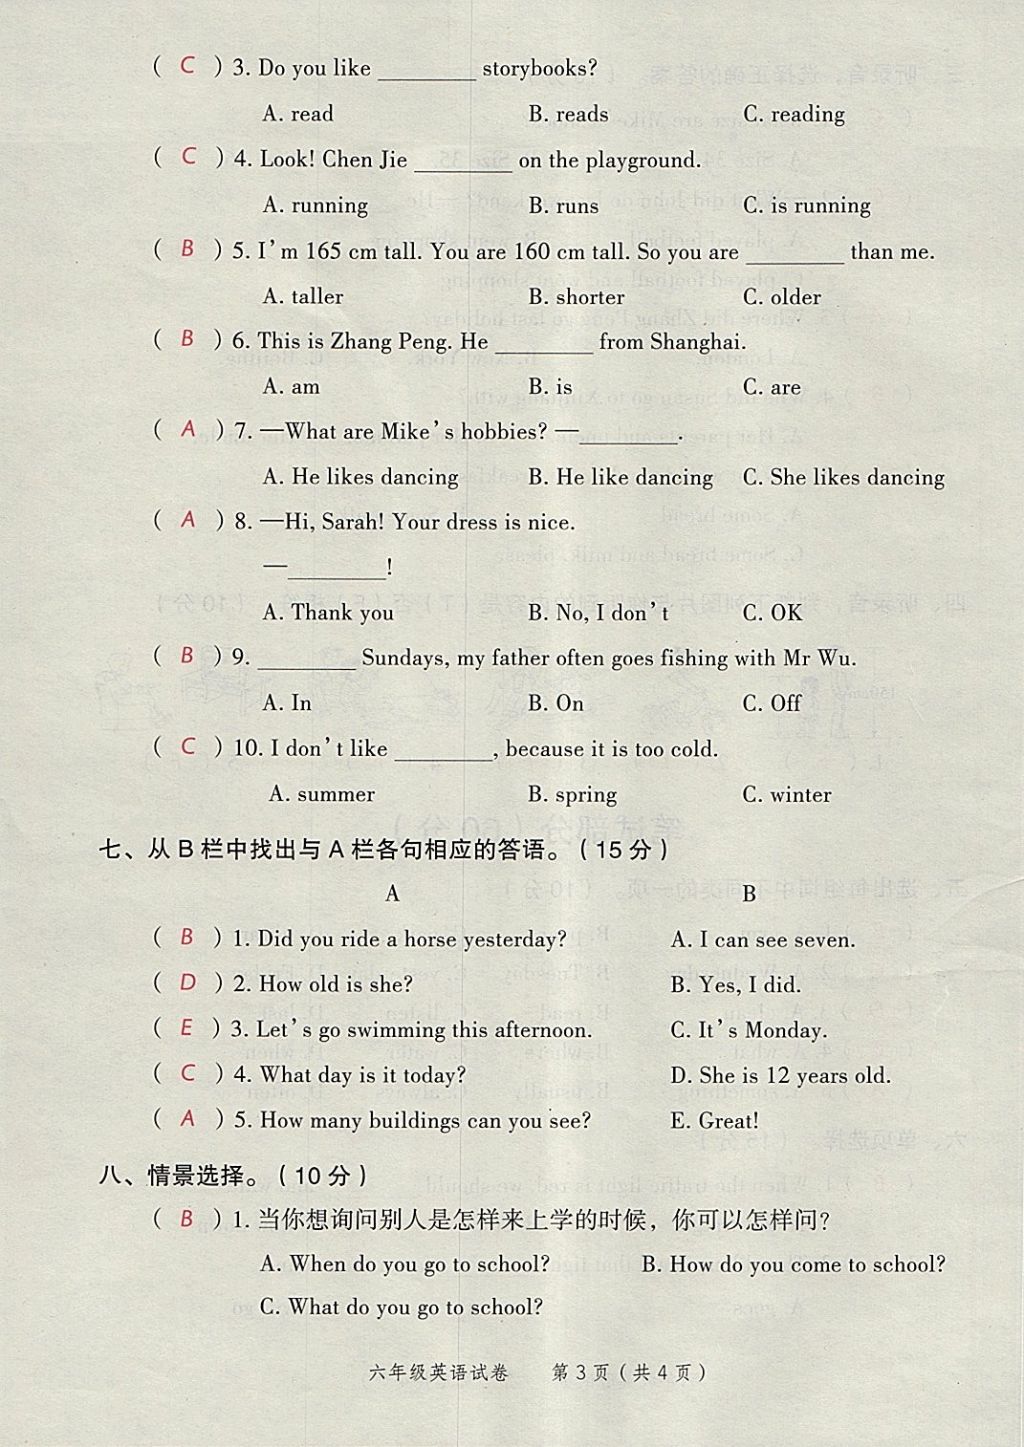 ( C )3. Do you like ________ storybooks?
A. read B. reads C. reading
( C )4. Look! Chen Jie ________ on the playground.
A. running B. runs C. is running
( B )5. I'm 165 cm tall. You are 160 cm tall. So you are ________ than me.
A. taller B. shorter C. older
( B )6. This is Zhang Peng. He ________ from Shanghai.
A. am B. is C. are
( A )7. —What are Mike's hobbies? —________.
A. He likes dancing B. He like dancing C. She likes dancing
( A )8. —Hi, Sarah! Your dress is nice.
—________!
A. Thank you B. No, I don't C. OK
( B )9. ________ Sundays, my father often goes fishing with Mr Wu.
A. In B. On C. Off
( C )10. I don't like ________, because it is too cold.
A. summer B. spring C. winter
七、从 B 栏中找出与 A 栏各句相应的答语。(15 分)
A B
( B )1. Did you ride a horse yesterday? A. I can see seven.
( D )2. How old is she? B. Yes, I did.
( E )3. Let's go swimming this afternoon. C. It's Monday.
( C )4. What day is it today? D. She is 12 years old.
( A )5. How many buildings can you see? E. Great!
八、情景选择。(10 分)
( B )1. 当你想询问别人是怎样来上学的时候，你可以怎样问?
A. When do you go to school? B. How do you come to school?
C. What do you go to school?
六年级英语试卷 第 3 页(共 4 页)